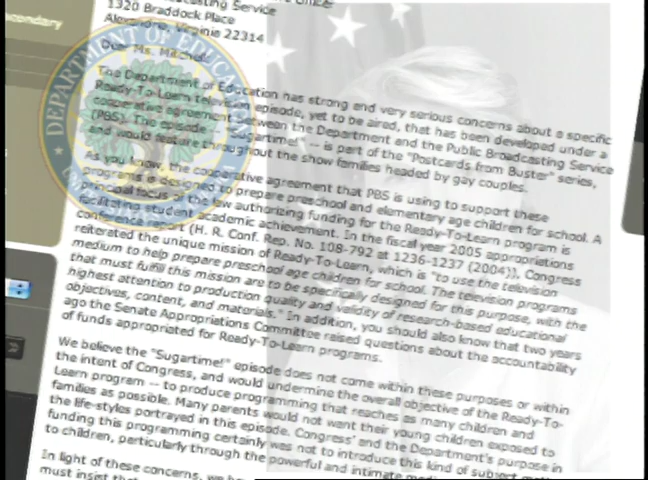 casting Service
1320 Braddock Place
Alexandria, Virginia 22314
Dear Ms. Mitchell:
The Department of Education has strong and very serious concerns about a specific
Ready-To-Learn television episode, yet to be aired, that has been developed under a
cooperative agreement between the Department and the Public Broadcasting Service
(PBS). The episode "Sugartime!" -- is part of the "Postcards from Buster" series,
and would feature throughout the show families headed by gay couples.
As you know, the cooperative agreement that PBS is using to support these
programs is designed to prepare preschool and elementary age children for school. A
principal focus of the law authorizing funding for the Ready-To-Learn program is
facilitating student academic achievement. In the fiscal year 2005 appropriations
conference report (H. R. Conf. Rep. No. 108-792 at 1236-1237 (2004)), Congress
reiterated the unique mission of Ready-To-Learn, which is "to use the television
medium to help prepare preschool age children for school. The television programs
that must fulfill this mission are to be specifically designed for this purpose, with the
highest attention to production quality and validity of research-based educational
objectives, content, and materials." In addition, you should also know that two years
ago the Senate Appropriations Committee raised questions about the accountability
of funds appropriated for Ready-To-Learn programs.
We believe the "Sugartime!" episode does not come within these purposes or within
the intent of Congress, and would undermine the overall objective of the Ready-To-
Learn program -- to produce programming that reaches as many children and
families as possible. Many parents would not want their young children exposed to
the life-styles portrayed in this episode. Congress' and the Department's purpose in
funding this programming certainly was not to introduce this kind of subject
to children, particularly through the powerful and intimate
In light of these concerns, we
must insist
econdary
DEPARTMENT OF EDUCATION